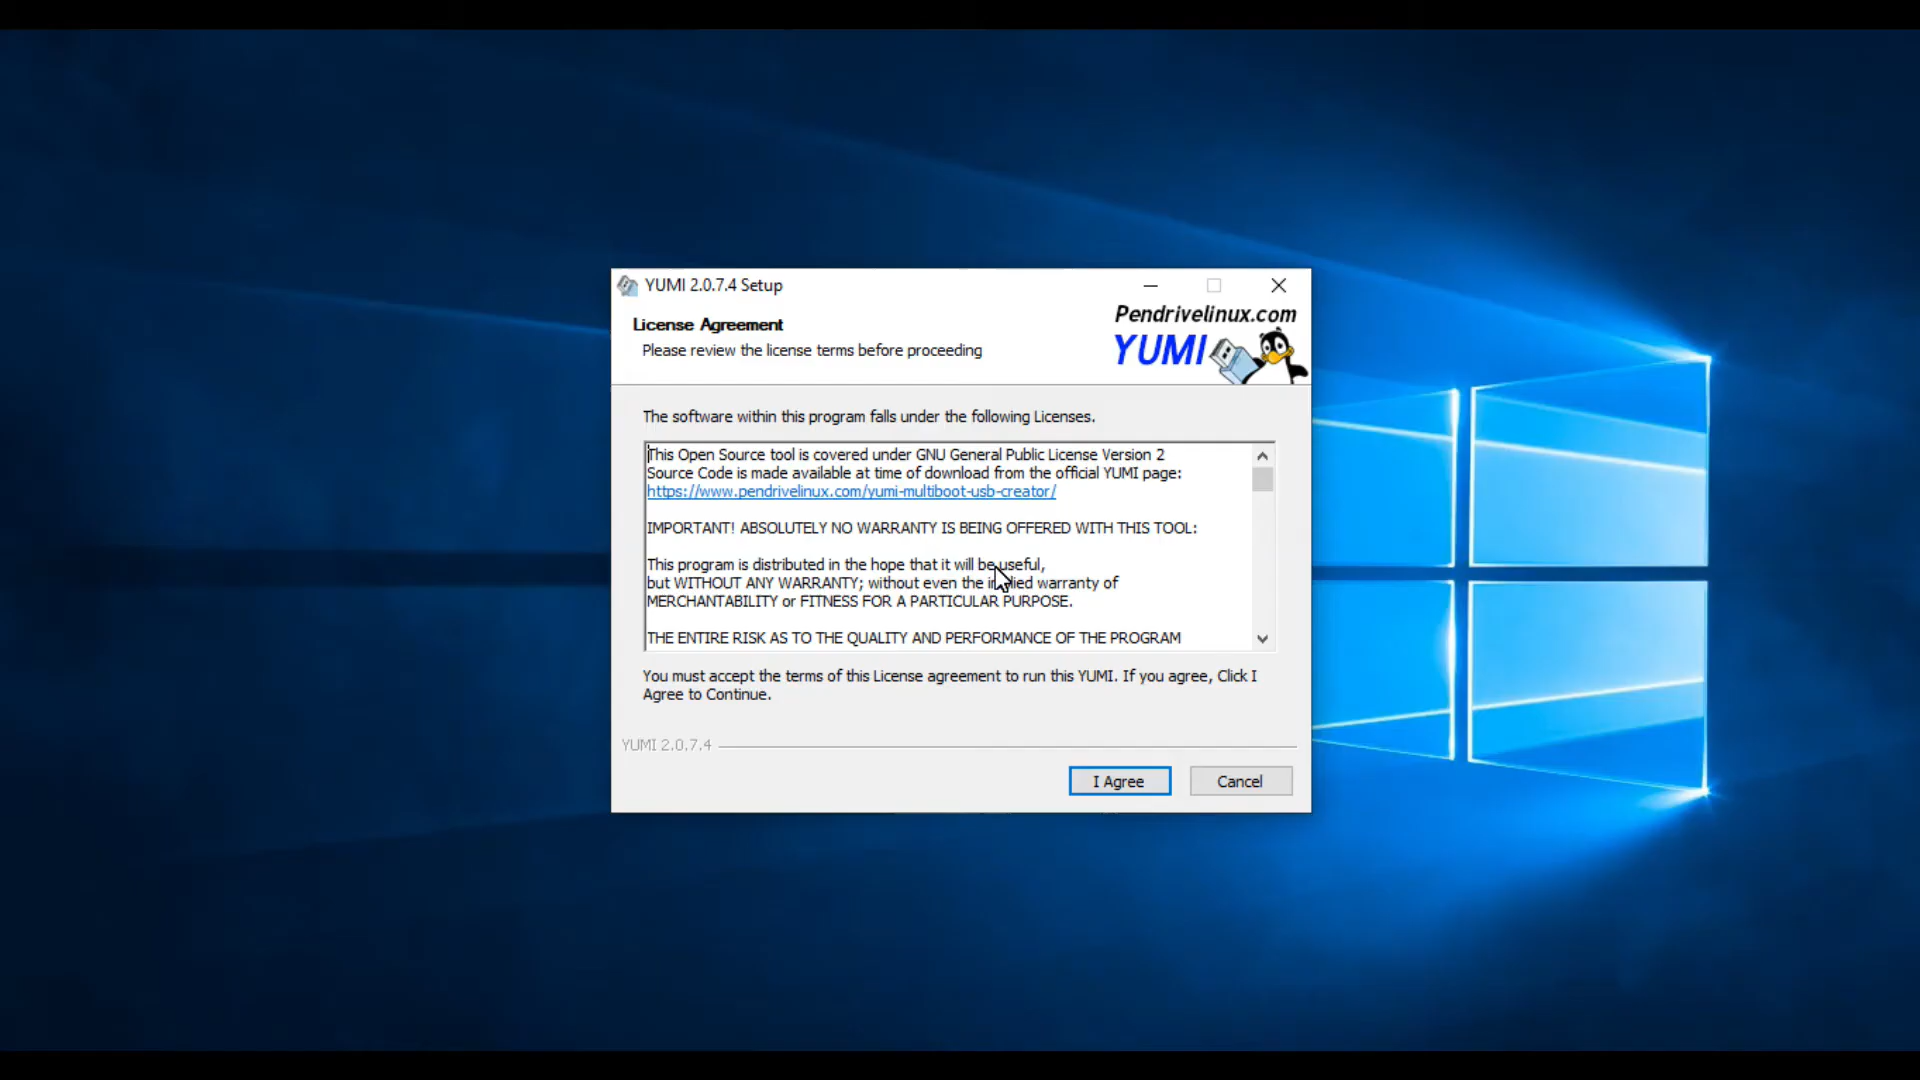 YUMI 2.0.7.4 Setup
License Agreement
Please review the license terms before proceeding
Pendrivelinux.com
YUMI
The software within this program falls under the following Licenses.
This Open Source tool is covered under GNU General Public License Version 2
Source Code is made available at time of download from the official YUMI page:
https://www.pendrivelinux.com/yumi-multiboot-usb-creator/
IMPORTANT! ABSOLUTELY NO WARRANTY IS BEING OFFERED WITH THIS TOOL:
This program is distributed in the hope that it will be useful,
but WITHOUT ANY WARRANTY; without even the implied warranty of
MERCHANTABILITY or FITNESS FOR A PARTICULAR PURPOSE.
THE ENTIRE RISK AS TO THE QUALITY AND PERFORMANCE OF THE PROGRAM
You must accept the terms of this License agreement to run this YUMI. If you agree, Click I
Agree to Continue.
YUMI 2.0.7.4
I Agree
Cancel